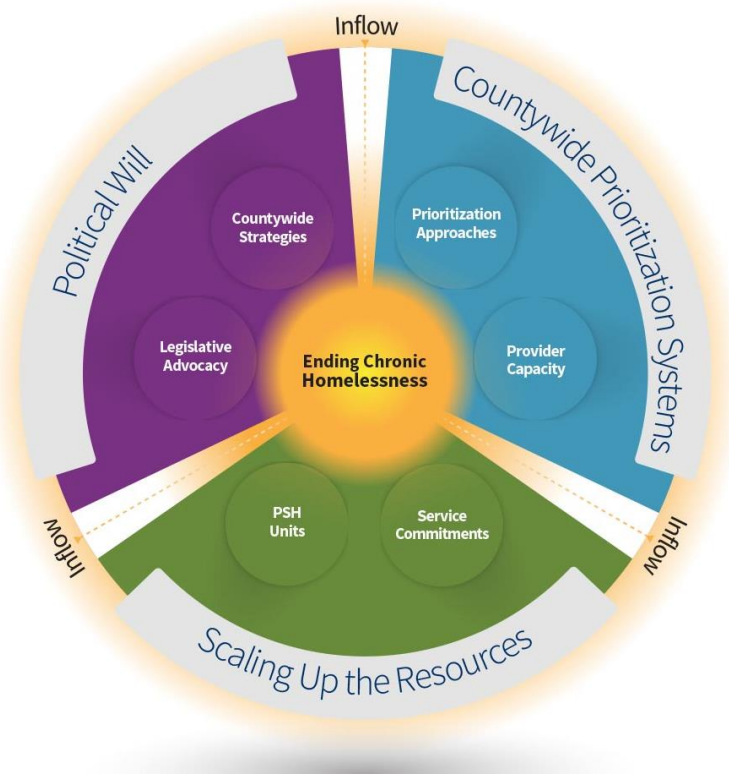 Inflow
Political Will
Countywide Prioritization Systems
Countywide
Strategies
Prioritization
Approaches
Legislative
Advocacy
Ending Chronic
Homelessness
Provider
Capacity
Inflow
Inflow
PSH
Units
Service
Commitments
Scaling Up the Resources